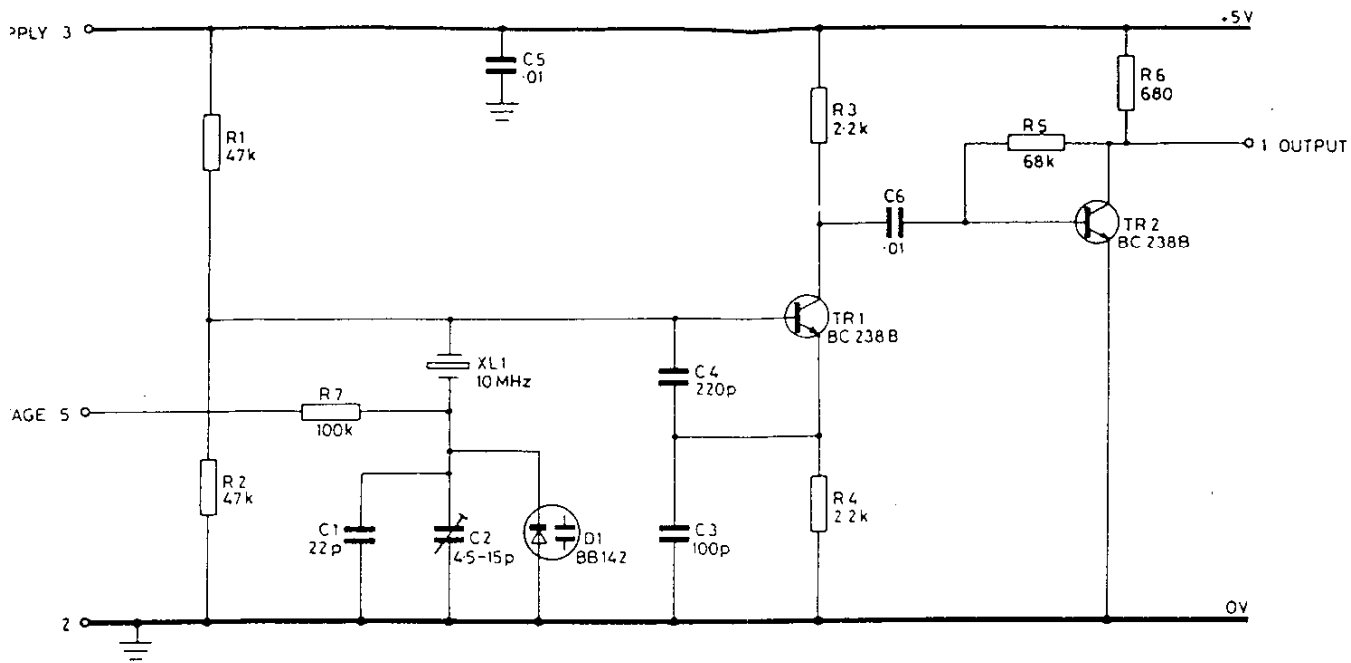 PPLY 3
+5V
C5
.01
R6
680
R3
2.2k
R1
47k
R5
68k
1 OUTPUT
C6
.01
TR2
BC 238B
TR1
BC 238B
XL1
10MHz
C4
220p
R7
100k
AGE 5
R2
47k
R4
2.2k
C1
22p
C2
4.5-15p
D1
BB142
C3
100p
2
0V